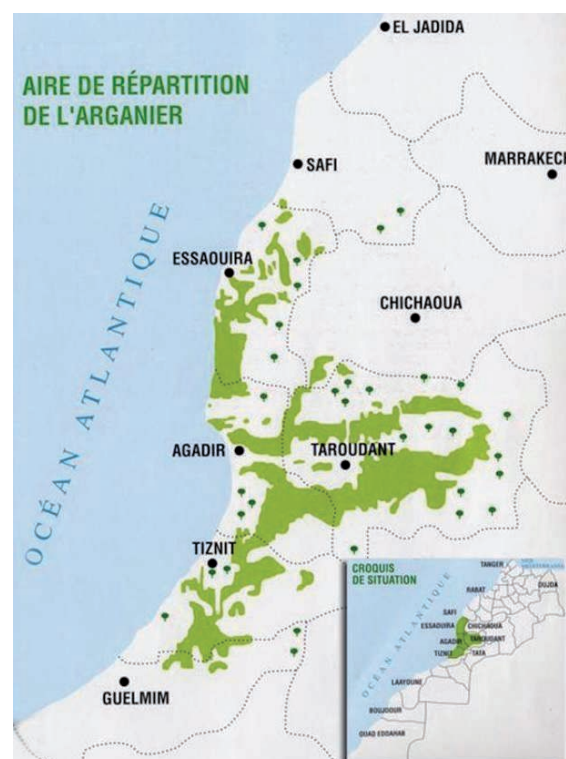 EL JADIDA
AIRE DE RÉPARTITION
DE L'ARGANIER
SAFI
MARRAKECH
ESSAOUIRA
OCÉAN ATLANTIQUE
CHICHAOUA
AGADIR
TAROUDANT
TIZNIT
GUELMIM
CROQUIS
DE SITUATION
TANGER
OUJDA
RABAT
SAFI
ESSAOUIRA
CHICHAOUA
AGADIR
TAROUDANT
TIZNIT
TATA
OCÉAN ATLANTIQUE
LAAYOUNE
BOUJDOUR
OUAD EDDAHAB